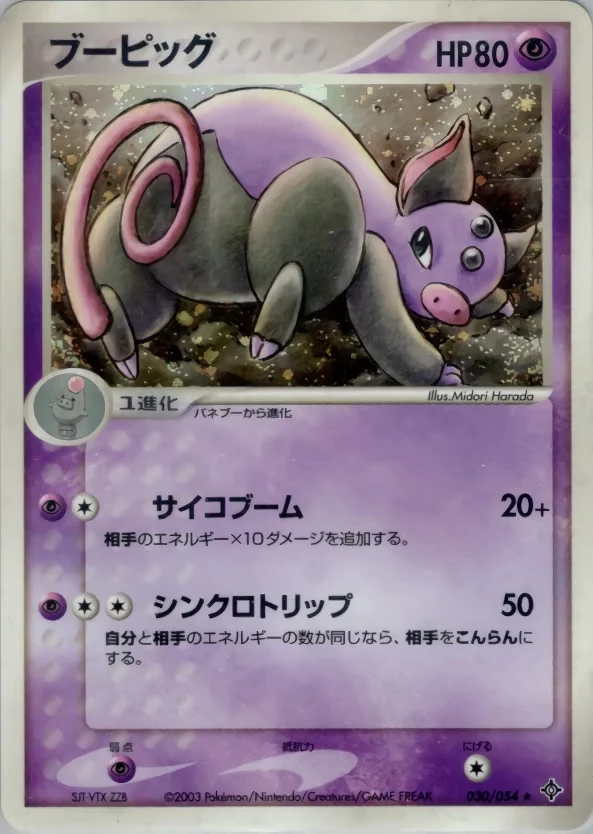 ブーピッグ HP80
Illus.Midori Harada
1進化
バネブーから進化
サイコブーム 20+
相手のエネルギー×10ダメージを追加する。
シンクロトリップ 50
自分と相手のエネルギーの数が同じなら、相手をこんらんに
する。
弱点 抵抗力 にげる
SJT-VTX ZZB ©2003 Pokémon/Nintendo/Creatures/GAME FREAK 030/054 ★